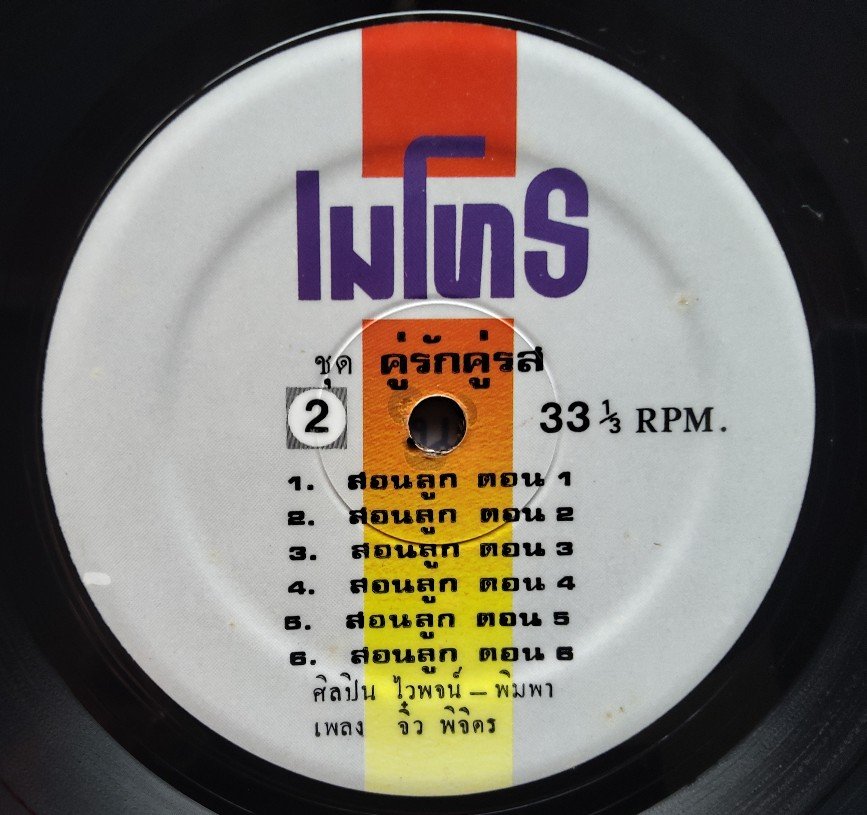 เมโทร
ชุด คู่รักคู่รส
2
33 1/3 RPM.
1. สอนลูก ตอน 1
2. สอนลูก ตอน 2
3. สอนลูก ตอน 3
4. สอนลูก ตอน 4
5. สอนลูก ตอน 5
6. สอนลูก ตอน 6
ศิลปิน ไวพจน์ – พิมพา
เพลง จิ๋ว พิจิตร